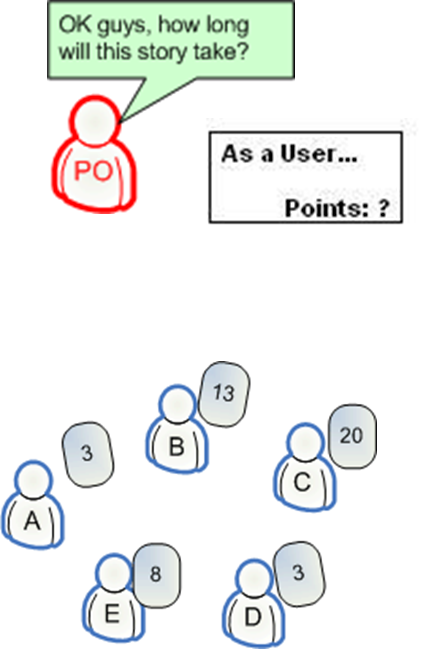 OK guys, how long
will this story take?
PO
As a User...
Points: ?
13
B
20
3
C
A
8
3
E
D